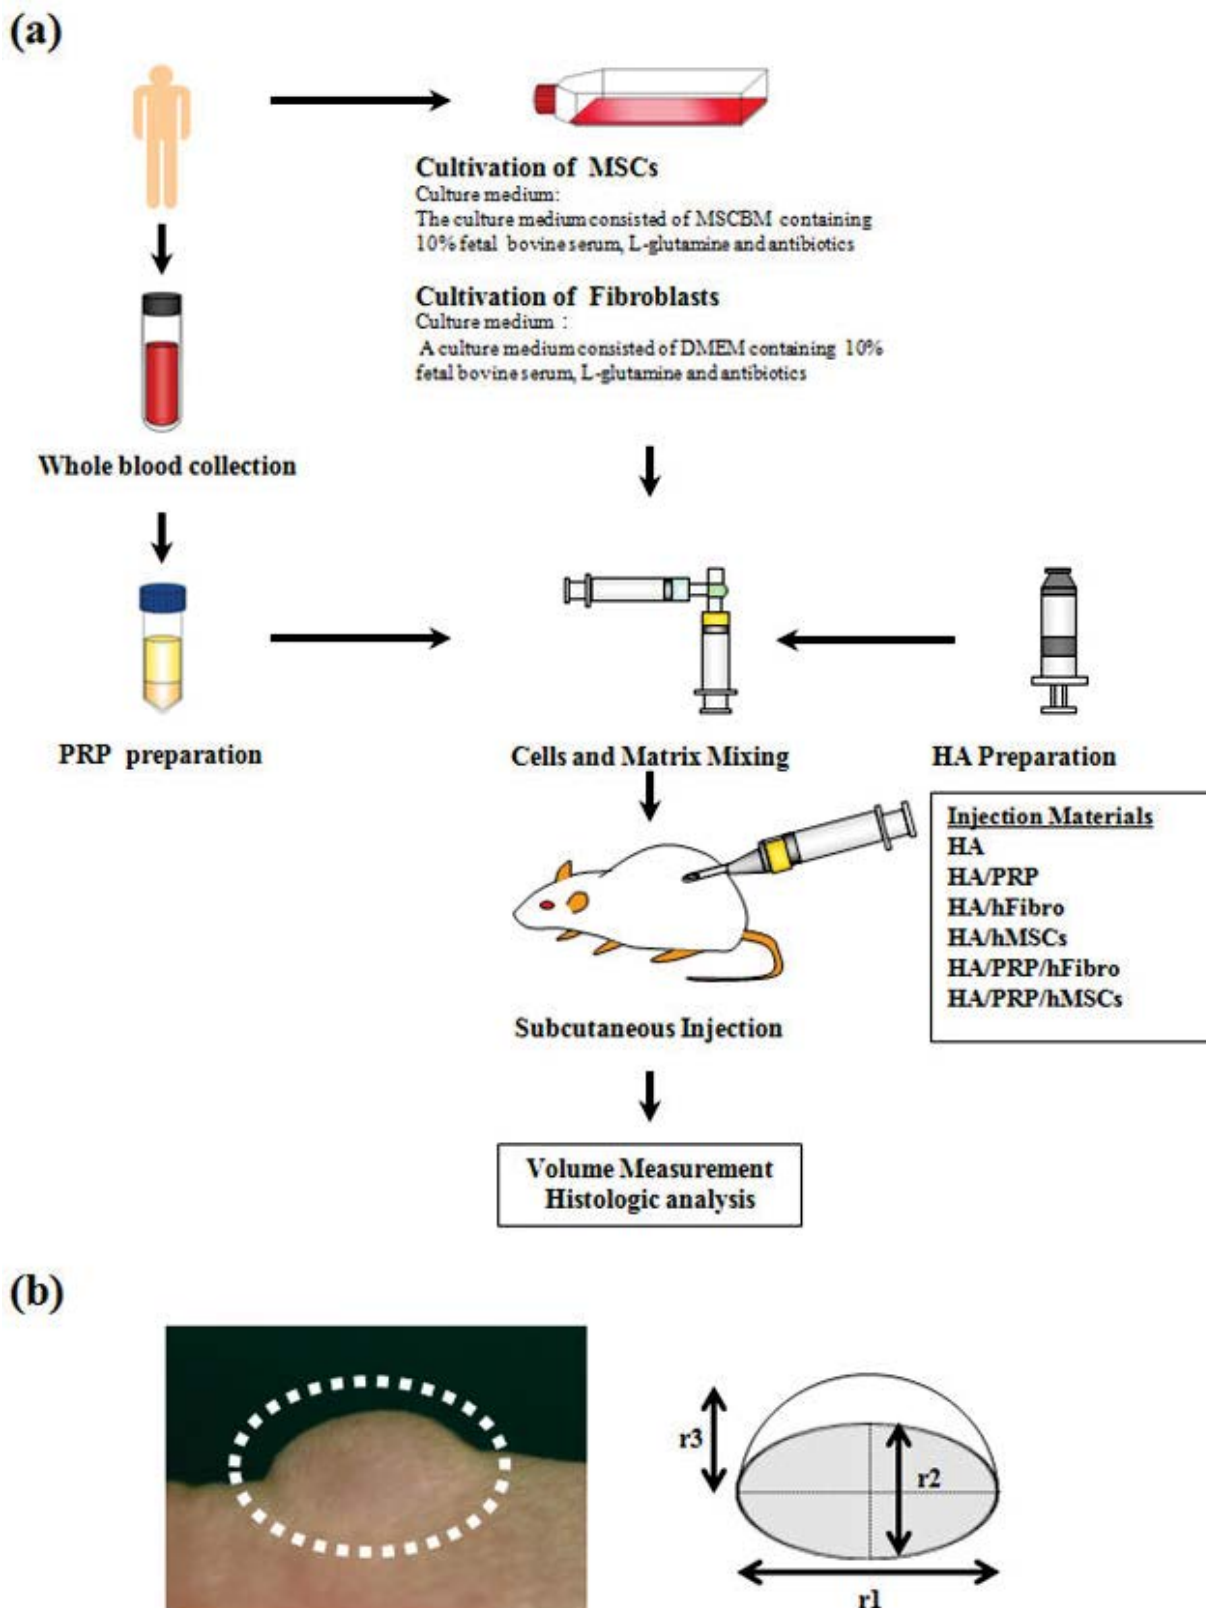 (a)
Cultivation of MSCs
Culture medium:
The culture medium consisted of MSCBM containing
10% fetal bovine serum, L-glutamine and antibiotics
Cultivation of Fibroblasts
Culture medium :
A culture medium consisted of DMEM containing 10%
fetal bovine serum, L-glutamine and antibiotics
Whole blood collection
PRP preparation
Cells and Matrix Mixing
HA Preparation
Injection Materials
HA
HA/PRP
HA/hFibro
HA/hMSCs
HA/PRP/hFibro
HA/PRP/hMSCs
Subcutaneous Injection
Volume Measurement
Histologic analysis
(b)
r3
r2
r1